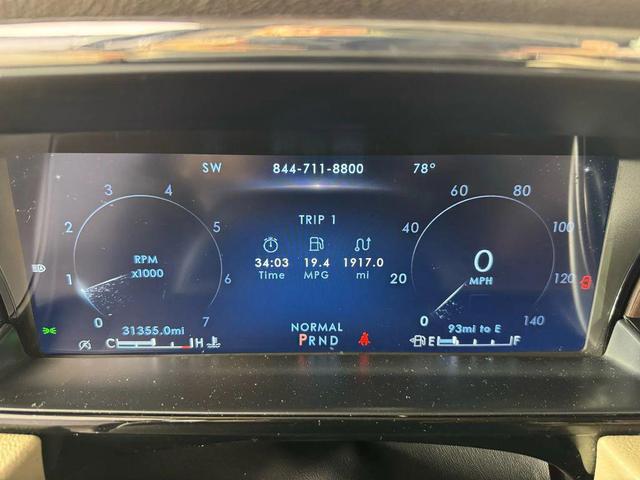 SW 844-711-8800 78°
TRIP 1
34:03 19.4 1917.0
Time MPG mi
0 1 2 3 4 5 6 7
RPM
x1000
0 20 40 60 80 100 120 140
0
MPH
31355.0mi
C H
NORMAL
PRND
93mi to E
E F